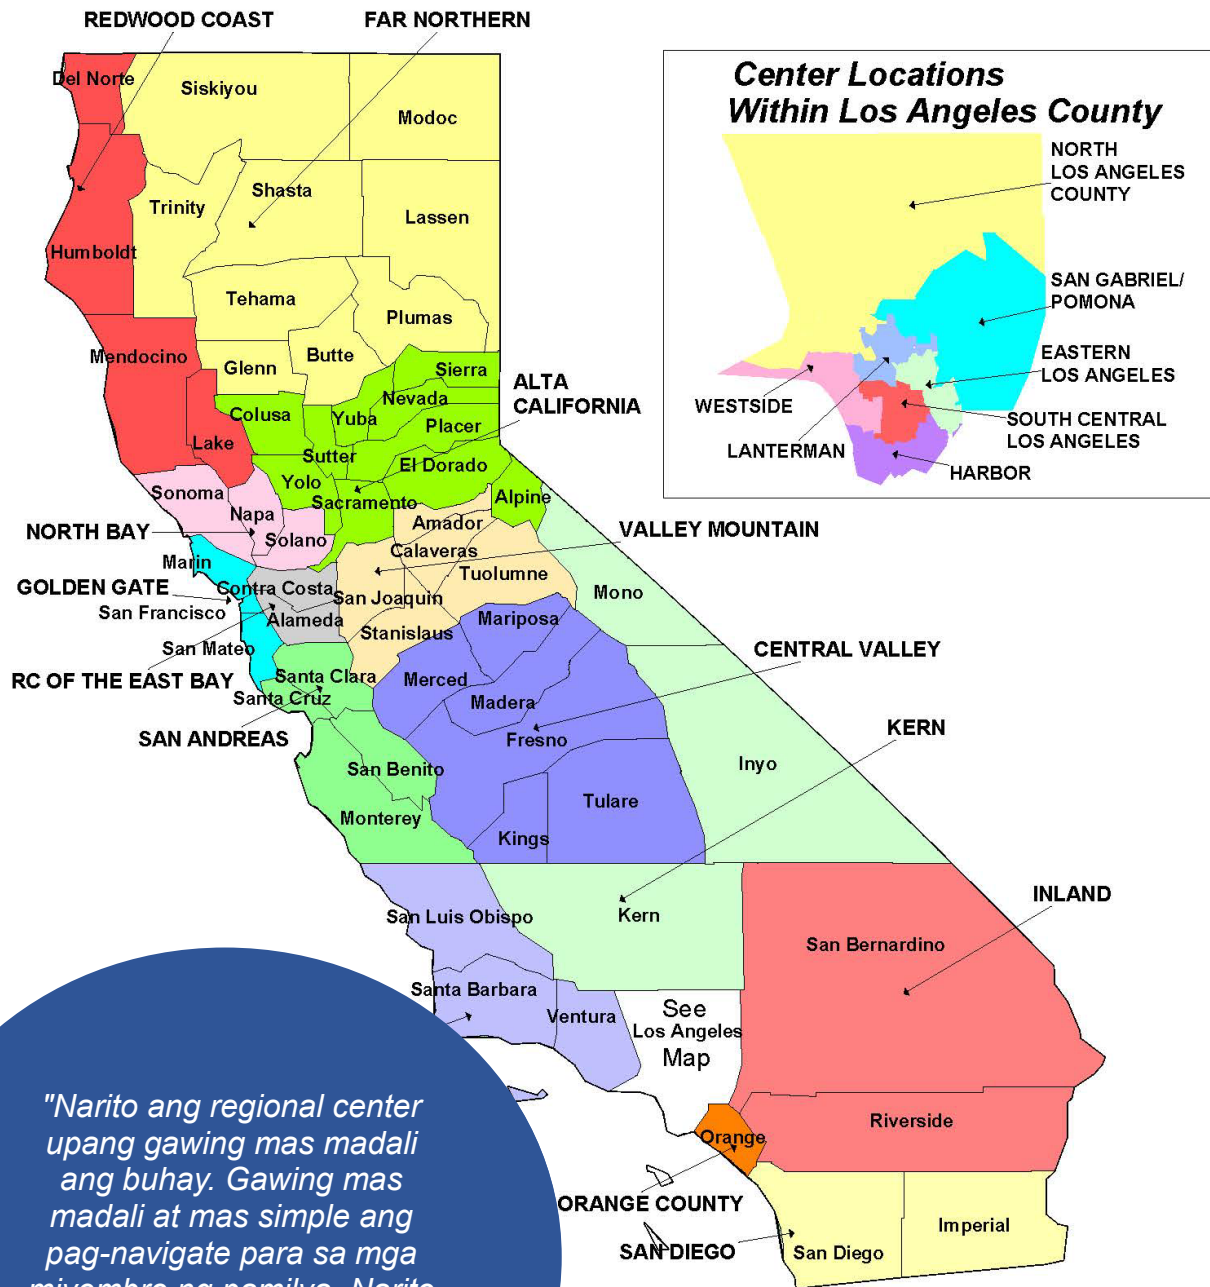 REDWOOD COAST
FAR NORTHERN
Del Norte
Siskiyou
Modoc
Trinity
Shasta
Lassen
Humboldt
Tehama
Plumas
Mendocino
Glenn
Butte
Sierra
Nevada
ALTA
CALIFORNIA
Colusa
Yuba
Placer
Lake
Sutter
El Dorado
Yolo
Sonoma
Sacramento
Alpine
Napa
Amador
NORTH BAY
Solano
VALLEY MOUNTAIN
Calaveras
Marin
Tuolumne
GOLDEN GATE
Contra Costa
San Joaquin
Mono
San Francisco
Alameda
Mariposa
Stanislaus
San Mateo
CENTRAL VALLEY
RC OF THE EAST BAY
Santa Clara
Merced
Santa Cruz
Madera
SAN ANDREAS
Fresno
KERN
San Benito
Inyo
Monterey
Tulare
Kings
San Luis Obispo
Kern
INLAND
San Bernardino
Santa Barbara
Ventura
See
Los Angeles
Map
Orange
Riverside
ORANGE COUNTY
SAN DIEGO
San Diego
Imperial
Center Locations
Within Los Angeles County
NORTH
LOS ANGELES
COUNTY
SAN GABRIEL/
POMONA
EASTERN
LOS ANGELES
WESTSIDE
SOUTH CENTRAL
LOS ANGELES
LANTERMAN
HARBOR
"Narito ang regional center
upang gawing mas madali
ang buhay. Gawing mas
madali at mas simple ang
pag-navigate para sa mga
miyembro ng pamilya. Narito